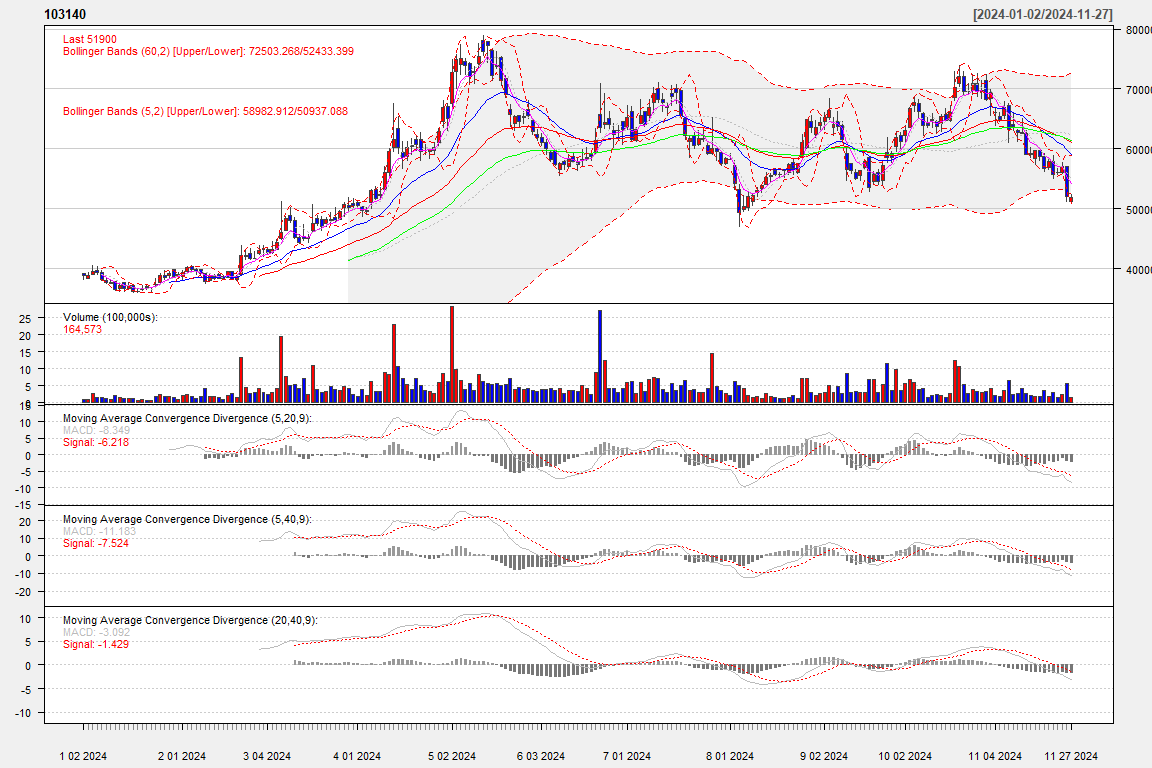 103140 [2024-01-02/2024-11-27]
Last 51900
Bollinger Bands (60,2) [Upper/Lower]: 72503.268/52433.399
Bollinger Bands (5,2) [Upper/Lower]: 58982.912/50937.088
80000
70000
60000
50000
40000
Volume (100,000s):
164,573
25
20
15
10
5
0
Moving Average Convergence Divergence (5,20,9):
MACD: -8.349
Signal: -6.218
15
10
5
0
-5
-10
-15
Moving Average Convergence Divergence (5,40,9):
MACD: -11.183
Signal: -7.524
20
10
0
-10
-20
Moving Average Convergence Divergence (20,40,9):
MACD: -3.092
Signal: -1.429
10
5
0
-5
-10
1 02 2024 2 01 2024 3 04 2024 4 01 2024 5 02 2024 6 03 2024 7 01 2024 8 01 2024 9 02 2024 10 02 2024 11 04 2024 11 27 2024